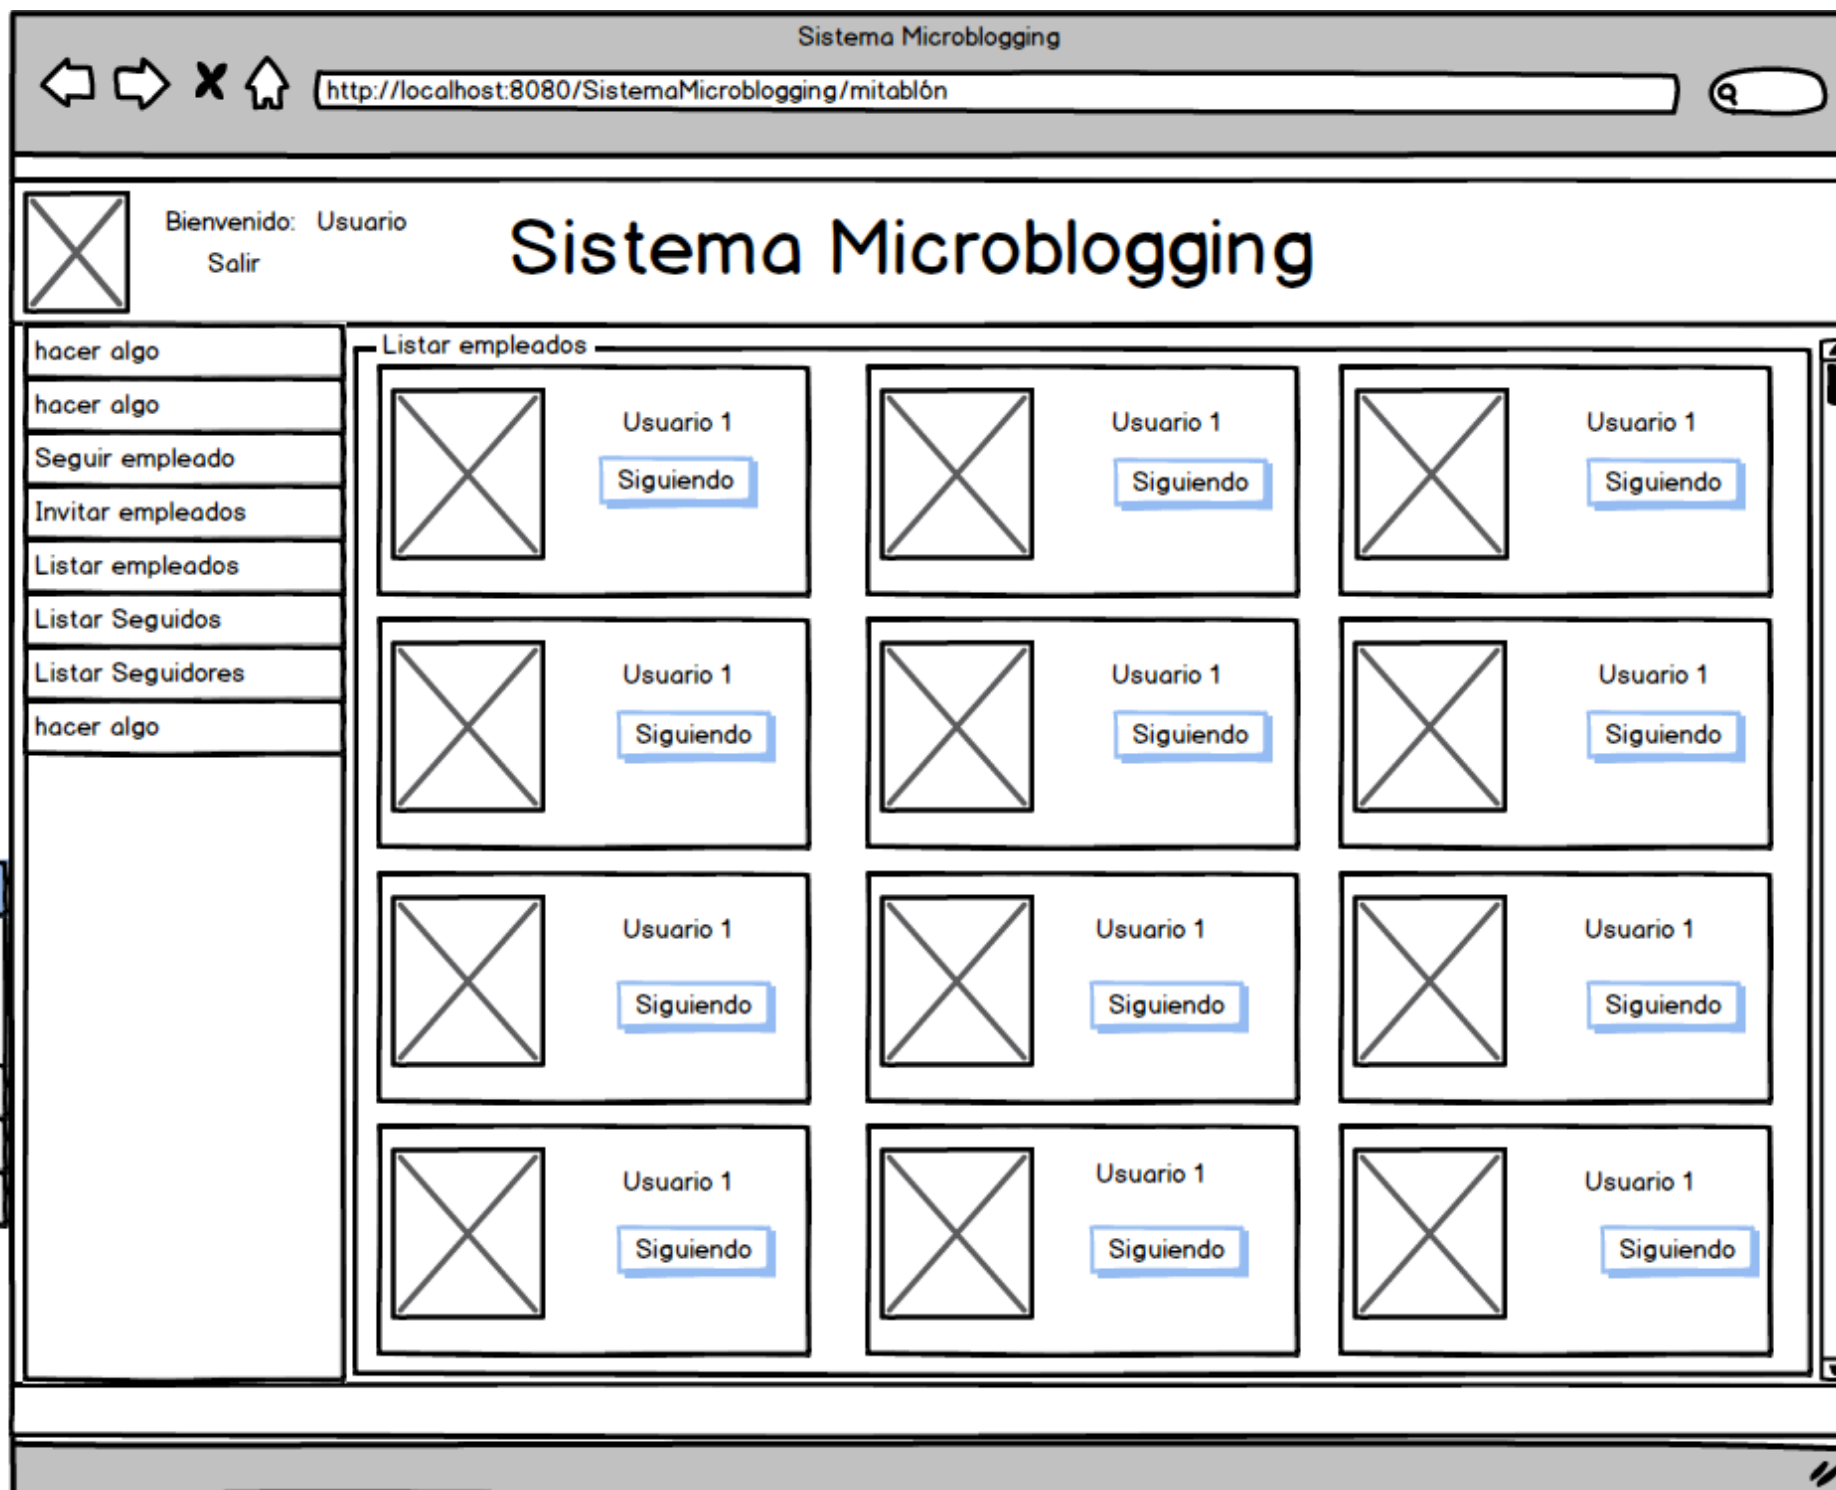 Sistema Microblogging
http://localhost:8080/SistemaMicroblogging/mitablón
Bienvenido: Usuario
Salir
Sistema Microblogging
hacer algo
hacer algo
Seguir empleado
Invitar empleados
Listar empleados
Listar Seguidos
Listar Seguidores
hacer algo
Listar empleados
Usuario 1
Siguiendo
Usuario 1
Siguiendo
Usuario 1
Siguiendo
Usuario 1
Siguiendo
Usuario 1
Siguiendo
Usuario 1
Siguiendo
Usuario 1
Siguiendo
Usuario 1
Siguiendo
Usuario 1
Siguiendo
Usuario 1
Siguiendo
Usuario 1
Siguiendo
Usuario 1
Siguiendo